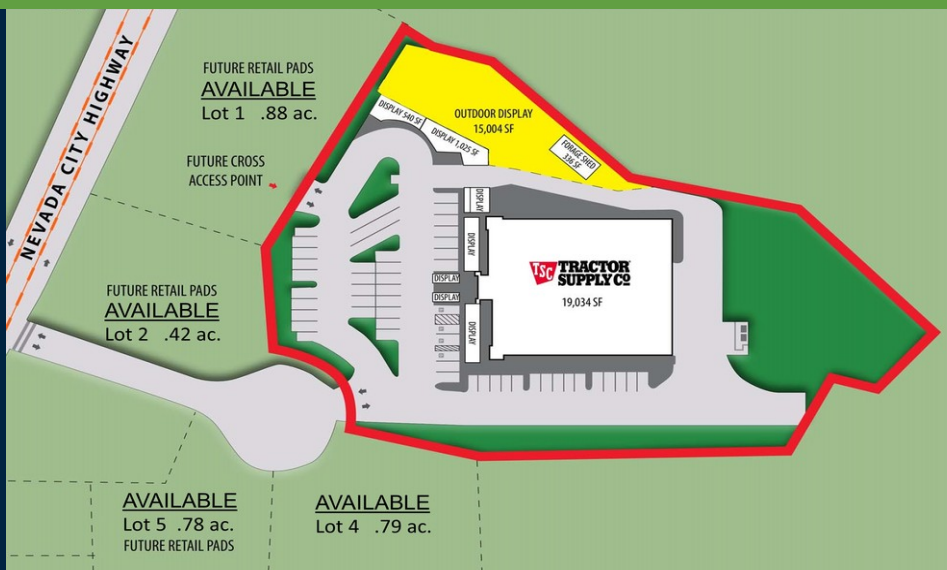 FUTURE RETAIL PADS
AVAILABLE
Lot 1 .88 ac.
NEVADA CITY HIGHWAY
FUTURE CROSS
ACCESS POINT
OUTDOOR DISPLAY
15,004 SF
DISPLAY 540 SF
DISPLAY 1,025 SF
FORAGE SHED
336 SF
DISPLAY
DISPLAY
DISPLAY
DISPLAY
DISPLAY
TSC TRACTOR
SUPPLY CO
19,034 SF
FUTURE RETAIL PADS
AVAILABLE
Lot 2 .42 ac.
AVAILABLE
Lot 5 .78 ac.
FUTURE RETAIL PADS
AVAILABLE
Lot 4 .79 ac.